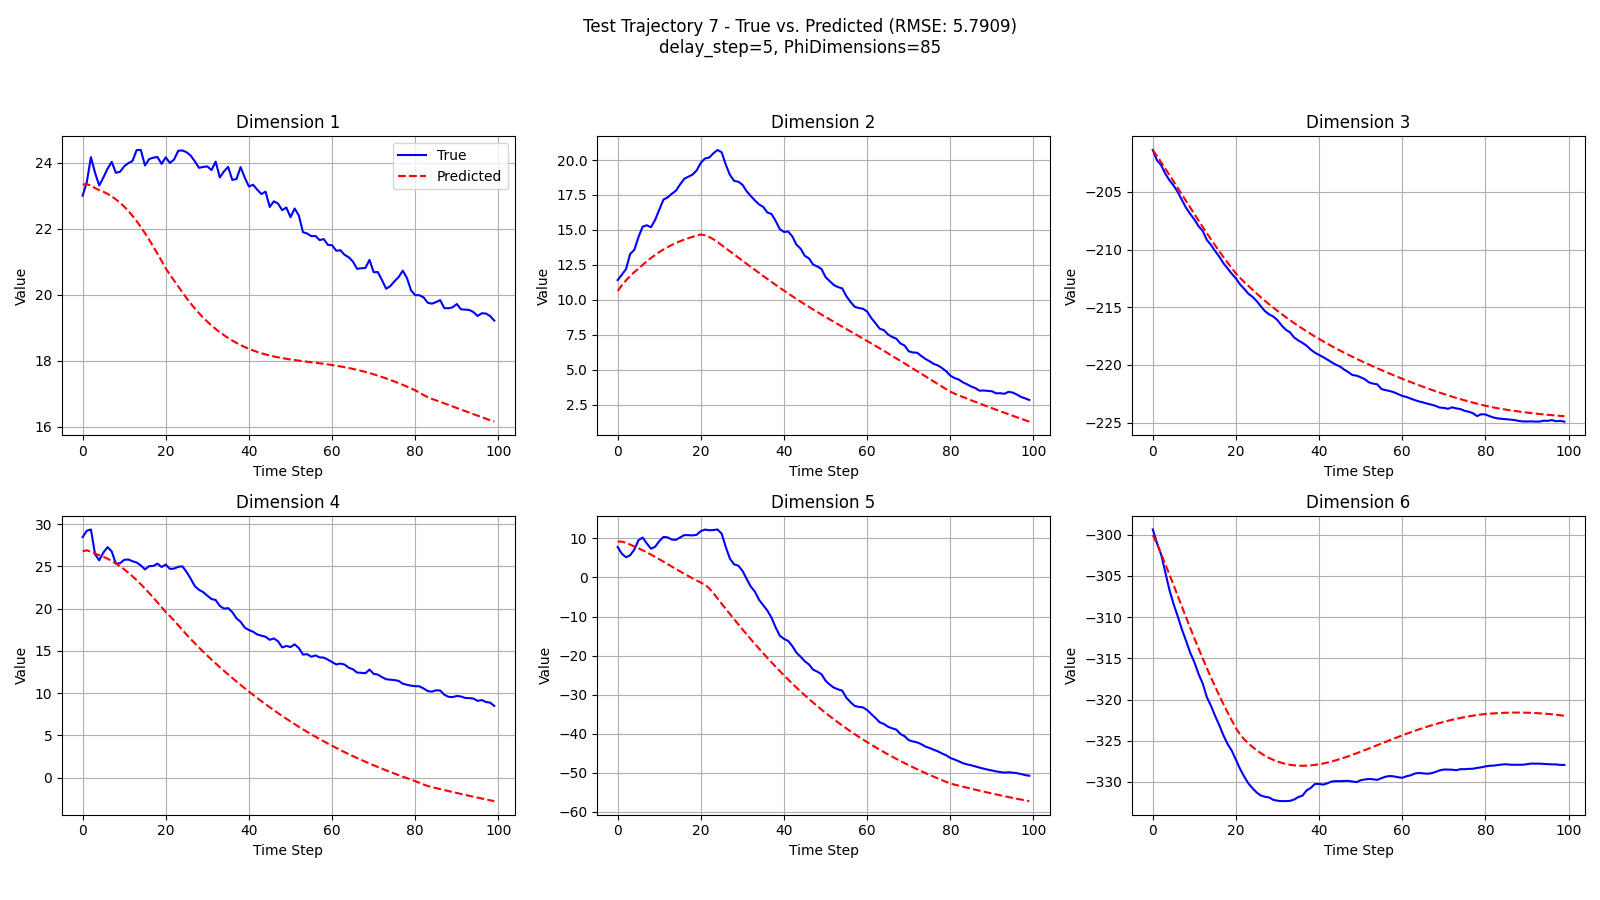 Test Trajectory 7 - True vs. Predicted (RMSE: 5.7909)
delay_step=5, PhiDimensions=85
Dimension 1
True
Predicted
Value
24
22
20
18
16
0 20 40 60 80 100
Time Step
Dimension 2
Value
20.0
17.5
15.0
12.5
10.0
7.5
5.0
2.5
0 20 40 60 80 100
Time Step
Dimension 3
Value
−205
−210
−215
−220
−225
0 20 40 60 80 100
Time Step
Dimension 4
Value
30
25
20
15
10
5
0
0 20 40 60 80 100
Time Step
Dimension 5
Value
10
0
−10
−20
−30
−40
−50
−60
0 20 40 60 80 100
Time Step
Dimension 6
Value
−300
−305
−310
−315
−320
−325
−330
0 20 40 60 80 100
Time Step